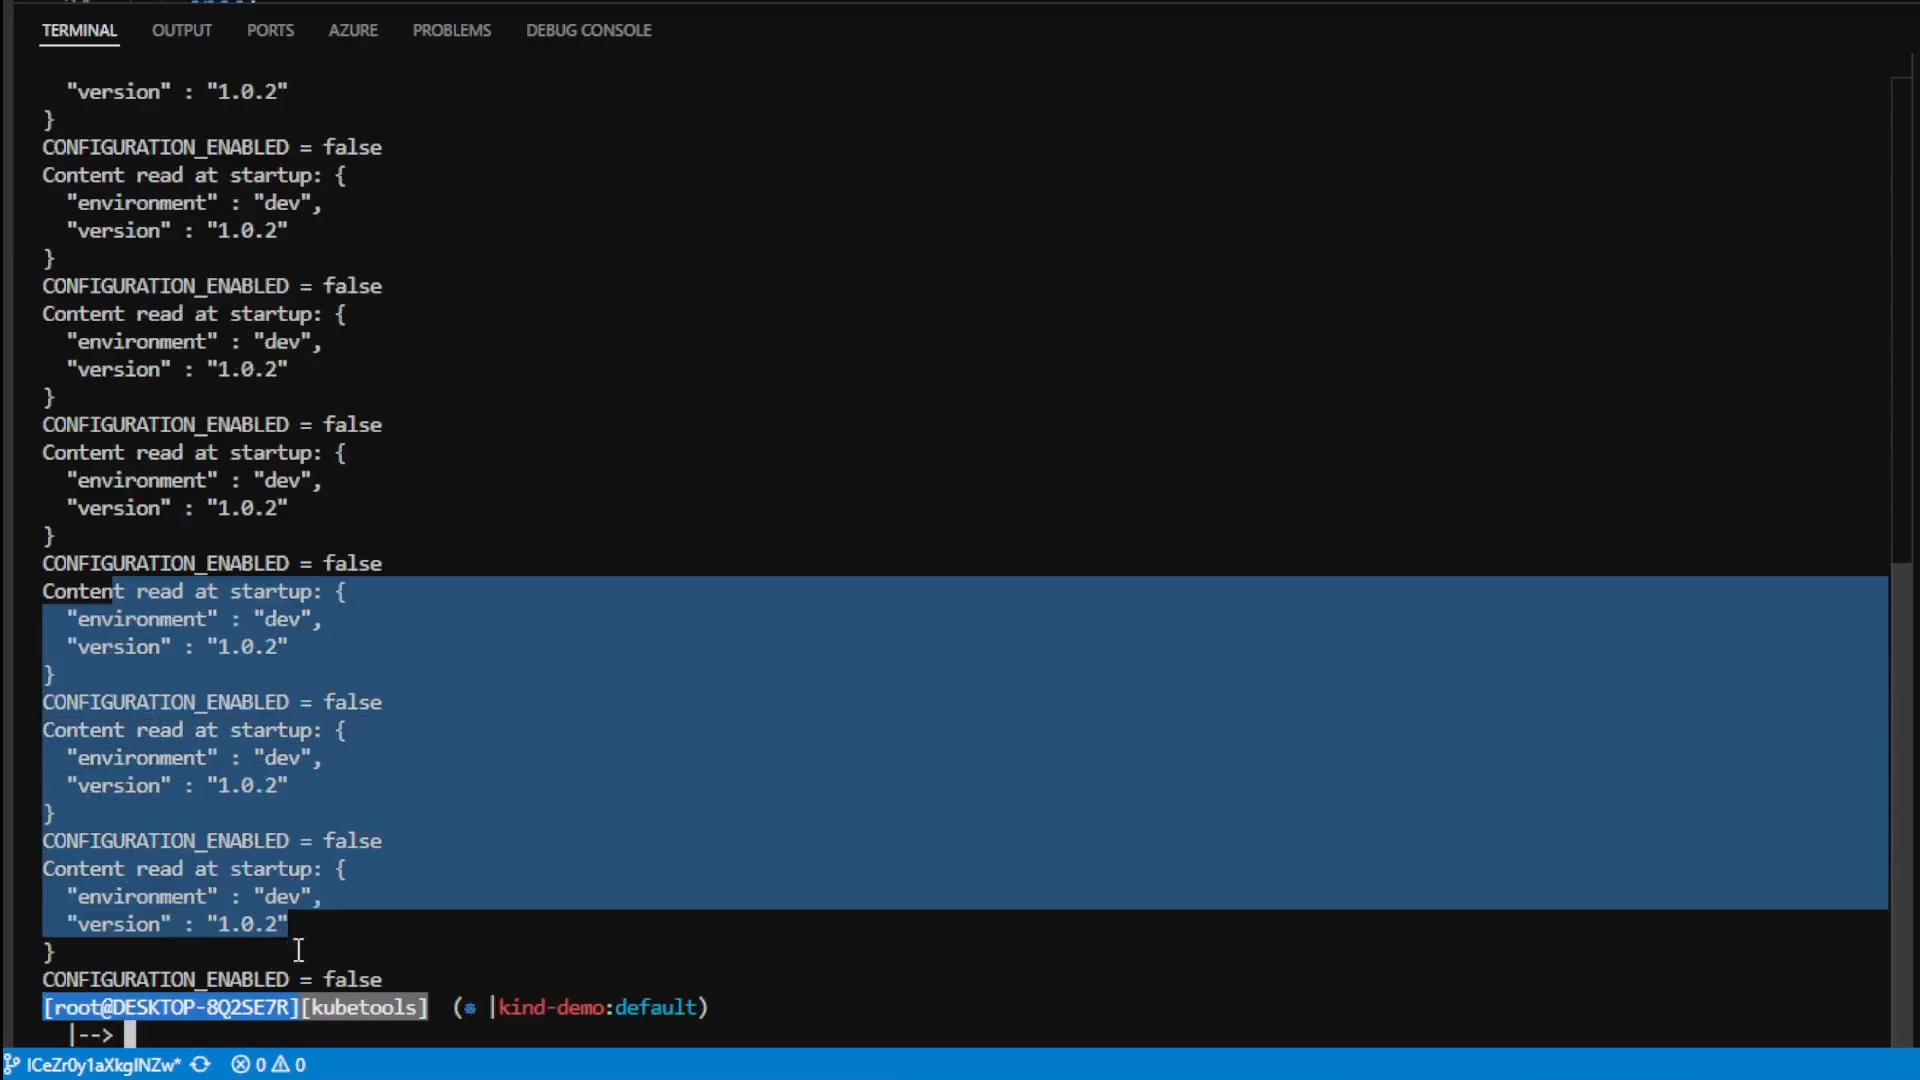 TERMINAL OUTPUT PORTS AZURE PROBLEMS DEBUG CONSOLE
"version" : "1.0.2"
}
CONFIGURATION_ENABLED = false
Content read at startup: {
"environment" : "dev",
"version" : "1.0.2"
}
CONFIGURATION_ENABLED = false
Content read at startup: {
"environment" : "dev",
"version" : "1.0.2"
}
CONFIGURATION_ENABLED = false
Content read at startup: {
"environment" : "dev",
"version" : "1.0.2"
}
CONFIGURATION_ENABLED = false
Content read at startup: {
"environment" : "dev",
"version" : "1.0.2"
}
CONFIGURATION_ENABLED = false
Content read at startup: {
"environment" : "dev",
"version" : "1.0.2"
}
CONFIGURATION_ENABLED = false
Content read at startup: {
"environment" : "dev",
"version" : "1.0.2"
}
CONFIGURATION_ENABLED = false
[root@DESKTOP-8Q2SE7R][kubetools] (⎈ |kind-demo:default)
|-->
0 0